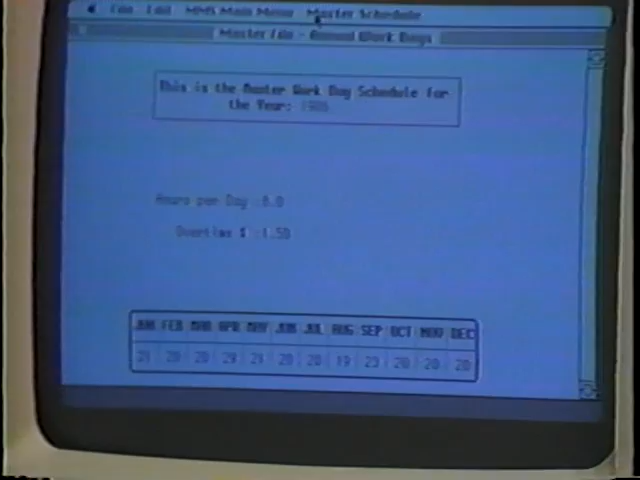 File Edit MMS Main Menu Master Schedule
Master File - Annual Work Days
This is the Master Work Day Schedule for
the Year: 1986
Hours per Day :8.0
Overtime $ :1.50
JAN FEB MAR APR MAY JUN JUL AUG SEP OCT NOV DEC
21 20 20 20 21 20 20 19 23 20 20 20